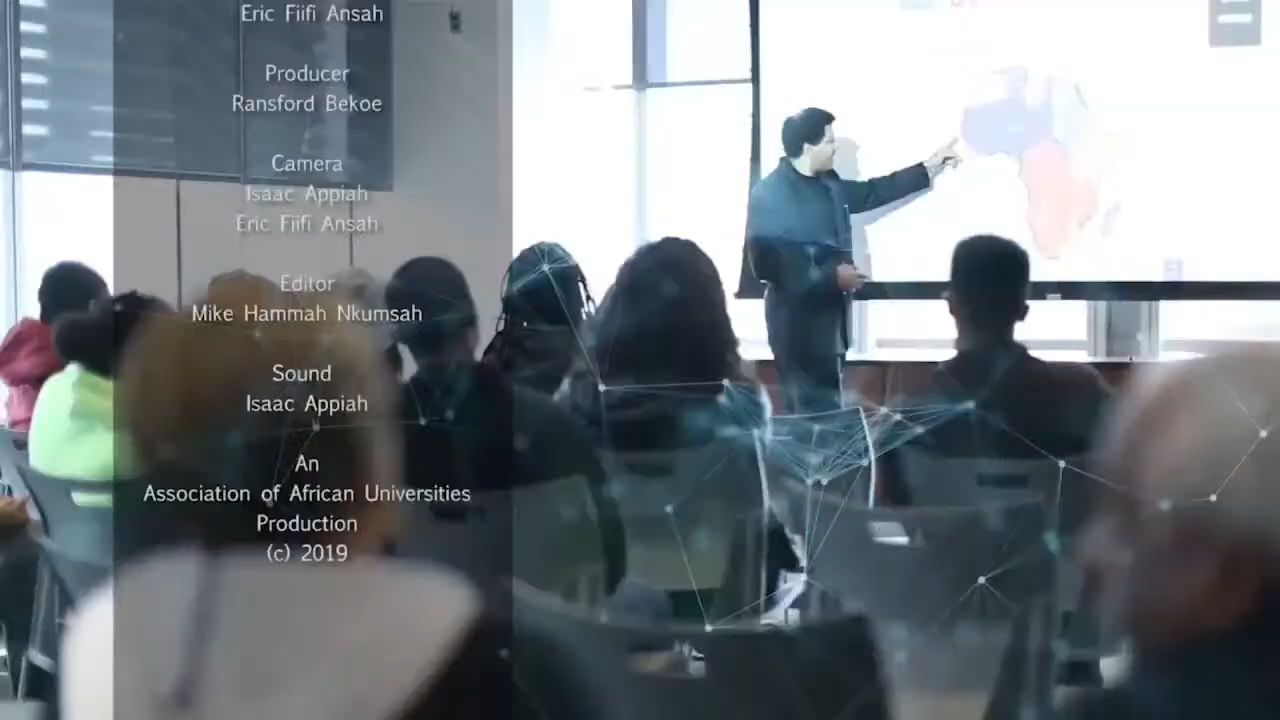 Eric Fiifi Ansah
Producer
Ransford Bekoe
Camera
Isaac Appiah
Eric Fiifi Ansah
Editor
Mike Hammah Nkumsah
Sound
Isaac Appiah
An
Association of African Universities
Production
(c) 2019